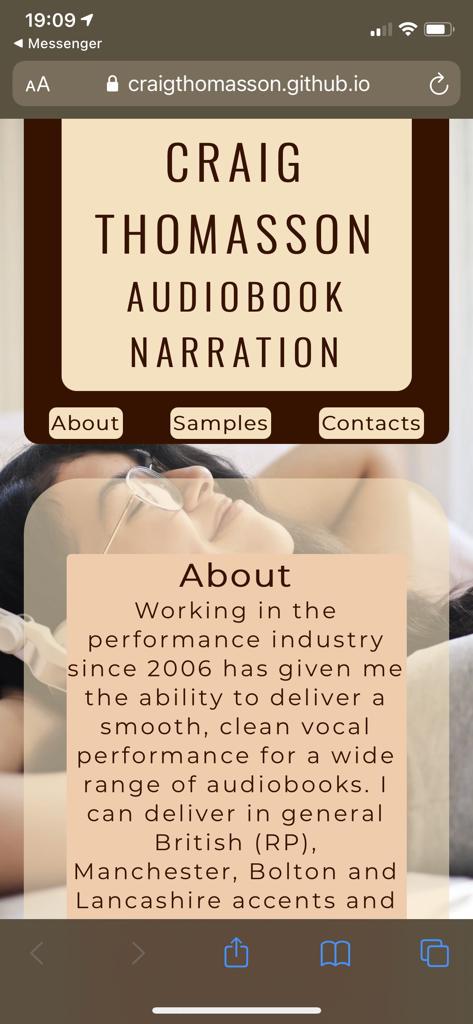 19:09
Messenger
AA craigthomasson.github.io
CRAIG
THOMASSON
AUDIOBOOK
NARRATION
About Samples Contacts
About
Working in the
performance industry
since 2006 has given me
the ability to deliver a
smooth, clean vocal
performance for a wide
range of audiobooks. I
can deliver in general
British (RP),
Manchester, Bolton and
Lancashire accents and